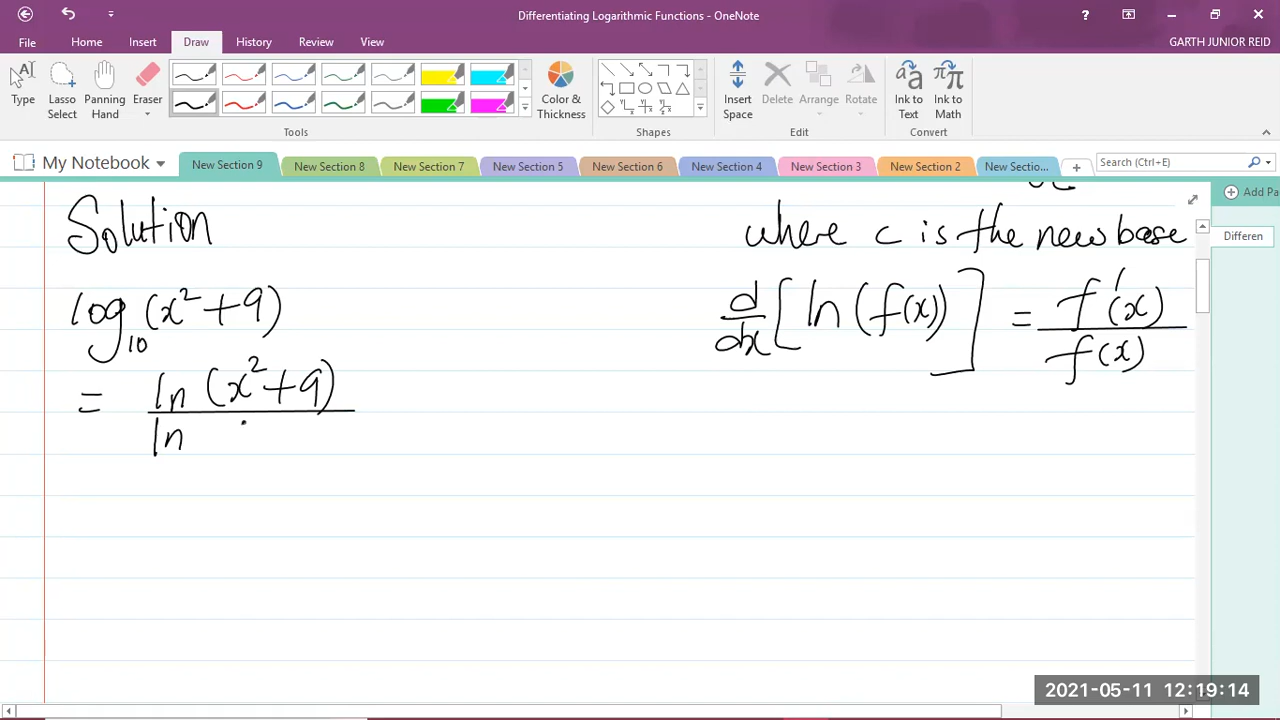 Differentiating Logarithmic Functions - OneNote
File Home Insert Draw History Review View
GARTH JUNIOR REID
Type
Lasso Select
Panning Hand
Eraser
Color & Thickness
Insert Space
Delete
Arrange
Rotate
Ink to Text
Ink to Math
Tools
Shapes
Edit
Convert
My Notebook
New Section 9 New Section 8 New Section 7 New Section 5 New Section 6 New Section 4 New Section 3 New Section 2 New Sectio...
Search (Ctrl+E)
Add Pa
Differen
Solution
where c is the new base
log₁₀ (x² + 9)
d/dx [ln (f(x))] = f'(x)/f(x)
= ln (x² + 9)
ln
2021-05-11 12:19:14